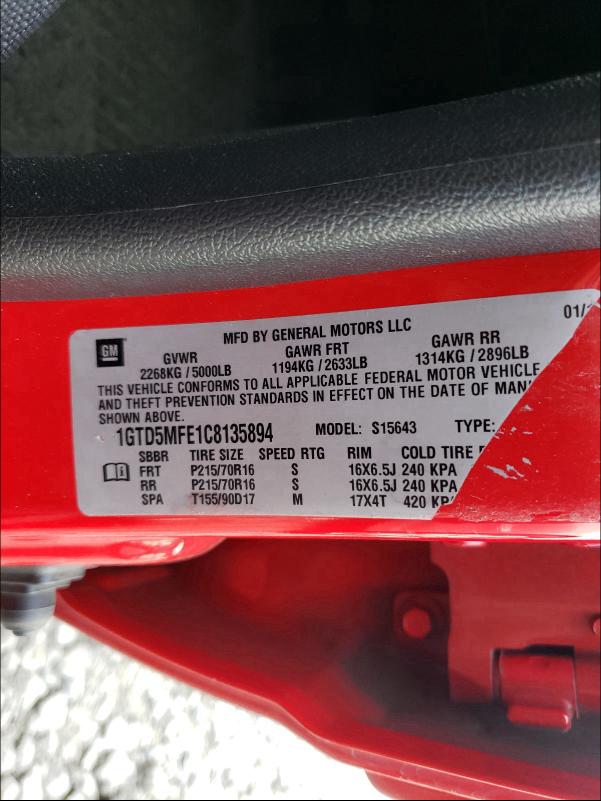 MFD BY GENERAL MOTORS LLC 01/
GM
GVWR GAWR FRT GAWR RR
2268KG / 5000LB 1194KG / 2633LB 1314KG / 2896LB
THIS VEHICLE CONFORMS TO ALL APPLICABLE FEDERAL MOTOR VEHICLE
AND THEFT PREVENTION STANDARDS IN EFFECT ON THE DATE OF
SHOWN ABOVE.
1GTD5MFE1C8135894 MODEL: S15643 TYPE:
SBBR TIRE SIZE SPEED RTG RIM COLD TIRE
FRT P215/70R16 S 16X6.5J 240 KPA
RR P215/70R16 S 16X6.5J 240 KPA
SPA T155/90D17 M 17X4T 420 KPA